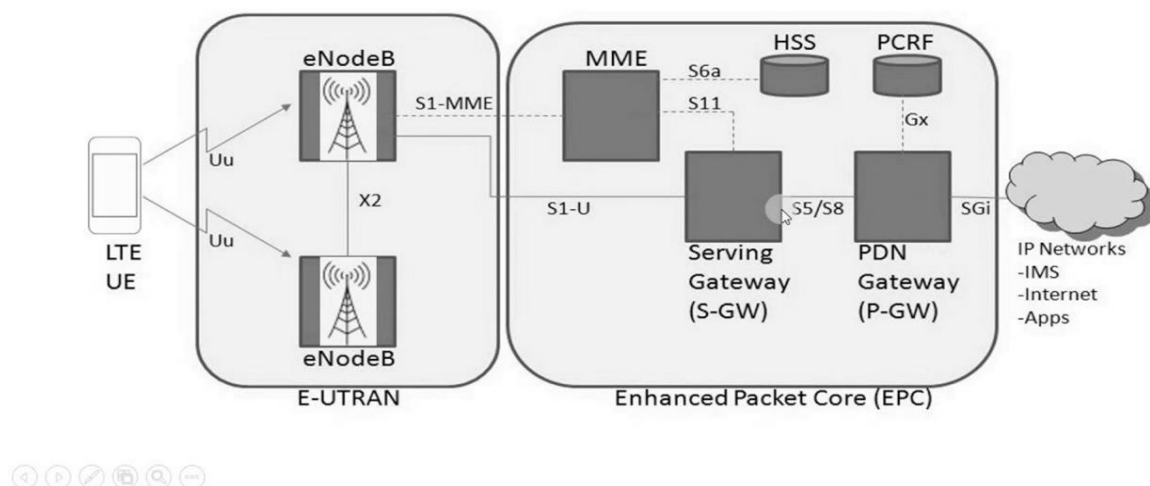 eNodeB
MME
HSS
PCRF
S6a
S1-MME
S11
Gx
Uu
X2
S1-U
S5/S8
SGi
Uu
LTE
UE
Serving
Gateway
(S-GW)
PDN
Gateway
(P-GW)
IP Networks
-IMS
-Internet
-Apps
eNodeB
E-UTRAN
Enhanced Packet Core (EPC)